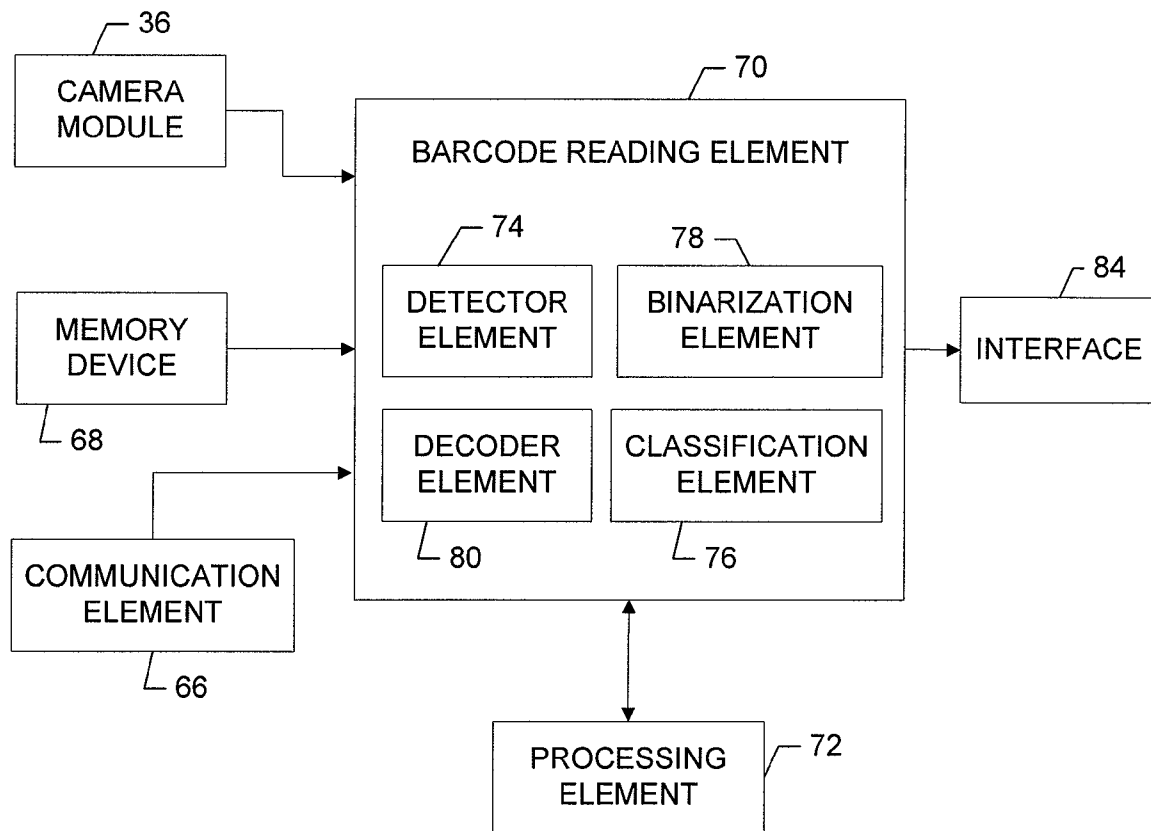 36
CAMERA
MODULE
70
BARCODE READING ELEMENT
74
DETECTOR
ELEMENT
78
BINARIZATION
ELEMENT
84
INTERFACE
MEMORY
DEVICE
68
DECODER
ELEMENT
80
CLASSIFICATION
ELEMENT
76
COMMUNICATION
ELEMENT
66
PROCESSING
ELEMENT
72